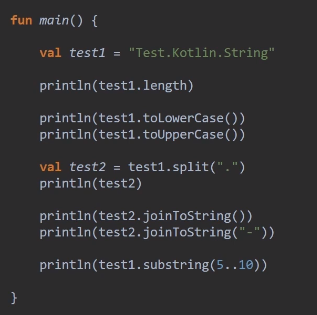 fun main() {
val test1 = "Test.Kotlin.String"
println(test1.length)
println(test1.toLowerCase())
println(test1.toUpperCase())
val test2 = test1.split(".")
println(test2)
println(test2.joinToString())
println(test2.joinToString("-"))
println(test1.substring(5..10))
}